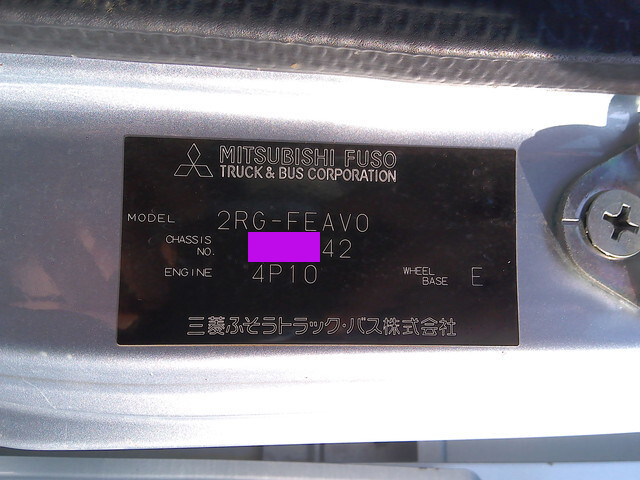 MITSUBISHI FUSO
TRUCK & BUS CORPORATION
MODEL 2RG-FEAV0
CHASSIS NO. 42
ENGINE 4P10
WHEEL BASE E
三菱ふそうトラック・バス株式会社